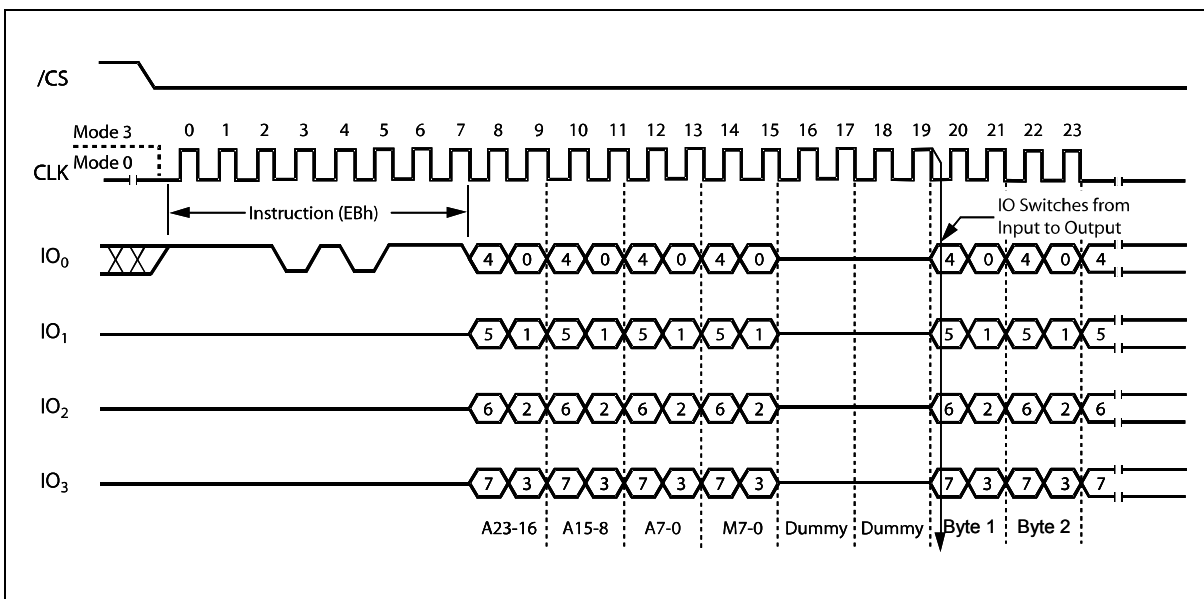 /CS
Mode 3
0 1 2 3 4 5 6 7 8 9 10 11 12 13 14 15 16 17 18 19 20 21 22 23
CLK Mode 0
Instruction (EBh)
IO Switches from
Input to Output
IO0 4 0 4 0 4 0 4 0 4 0 4 0 4
IO1 5 1 5 1 5 1 5 1 5 1 5 1 5
IO2 6 2 6 2 6 2 6 2 6 2 6 2 6
IO3 7 3 7 3 7 3 7 3 7 3 7 3 7
A23-16 A15-8 A7-0 M7-0 Dummy Dummy Byte 1 Byte 2